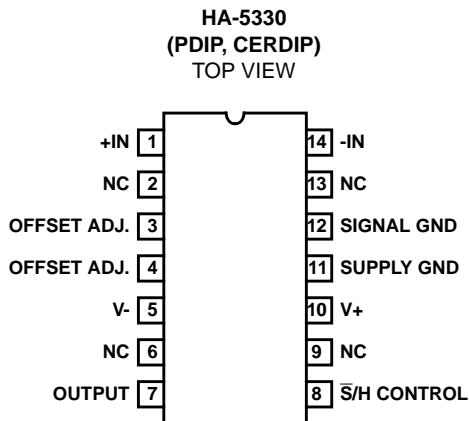 HA-5330
(PDIP, CERDIP)
TOP VIEW
+IN 1 14 -IN
NC 2 13 NC
OFFSET ADJ. 3 12 SIGNAL GND
OFFSET ADJ. 4 11 SUPPLY GND
V- 5 10 V+
NC 6 9 NC
OUTPUT 7 8 S̅/H CONTROL